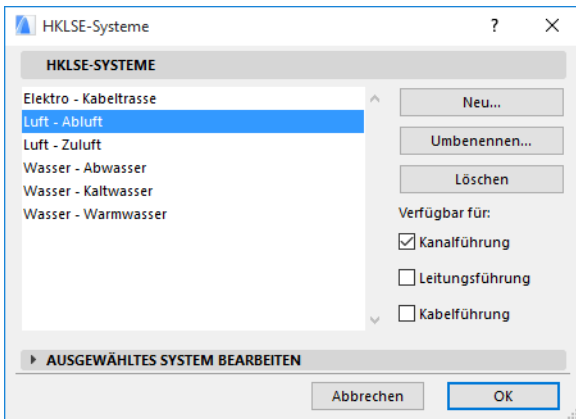 HKLSE-Systeme
HKLSE-SYSTEME
Elektro - Kabeltrasse
Luft - Abluft
Luft - Zuluft
Wasser - Abwasser
Wasser - Kaltwasser
Wasser - Warmwasser
Neu...
Umbenennen...
Löschen
Verfügbar für:
Kanalführung
Leitungsführung
Kabelführung
AUSGEWÄHLTES SYSTEM BEARBEITEN
Abbrechen
OK